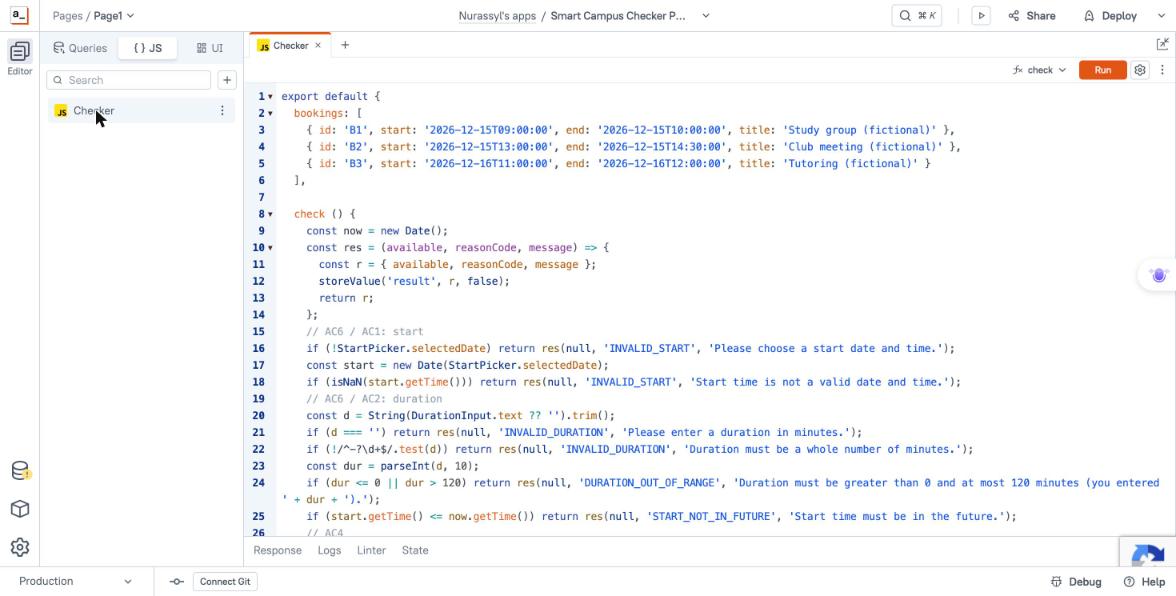 a_
Pages / Page1
Nurassyl's apps / Smart Campus Checker P...
⌘ K
Share
Deploy
Editor
Queries
{ } JS
UI
Search
JS Checker
JS Checker ×
+
fx check
Run
1 export default {
2 bookings: [
3 { id: 'B1', start: '2026-12-15T09:00:00', end: '2026-12-15T10:00:00', title: 'Study group (fictional)' },
4 { id: 'B2', start: '2026-12-15T13:00:00', end: '2026-12-15T14:30:00', title: 'Club meeting (fictional)' },
5 { id: 'B3', start: '2026-12-16T11:00:00', end: '2026-12-16T12:00:00', title: 'Tutoring (fictional)' }
6 ],
7
8 check () {
9 const now = new Date();
10 const res = (available, reasonCode, message) => {
11 const r = { available, reasonCode, message };
12 storeValue('result', r, false);
13 return r;
14 };
15 // AC6 / AC1: start
16 if (!StartPicker.selectedDate) return res(null, 'INVALID_START', 'Please choose a start date and time.');
17 const start = new Date(StartPicker.selectedDate);
18 if (isNaN(start.getTime())) return res(null, 'INVALID_START', 'Start time is not a valid date and time.');
19 // AC6 / AC2: duration
20 const d = String(DurationInput.text ?? '').trim();
21 if (d === '') return res(null, 'INVALID_DURATION', 'Please enter a duration in minutes.');
22 if (!/^-?\d+$/.test(d)) return res(null, 'INVALID_DURATION', 'Duration must be a whole number of minutes.');
23 const dur = parseInt(d, 10);
24 if (dur <= 0 || dur > 120) return res(null, 'DURATION_OUT_OF_RANGE', 'Duration must be greater than 0 and at most 120 minutes (you entered
' + dur + ').');
25 if (start.getTime() <= now.getTime()) return res(null, 'START_NOT_IN_FUTURE', 'Start time must be in the future.');
26 // AC4
Response
Logs
Linter
State
Production
Connect Git
Debug
Help